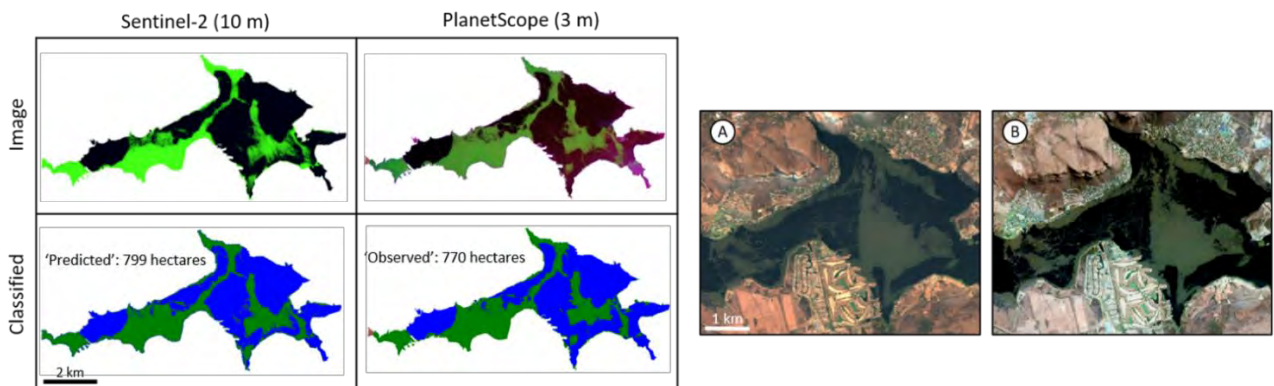 Sentinel-2 (10 m)
PlanetScope (3 m)
Image
Classified
'Predicted': 799 hectares
'Observed': 770 hectares
2 km
A
B
1 km